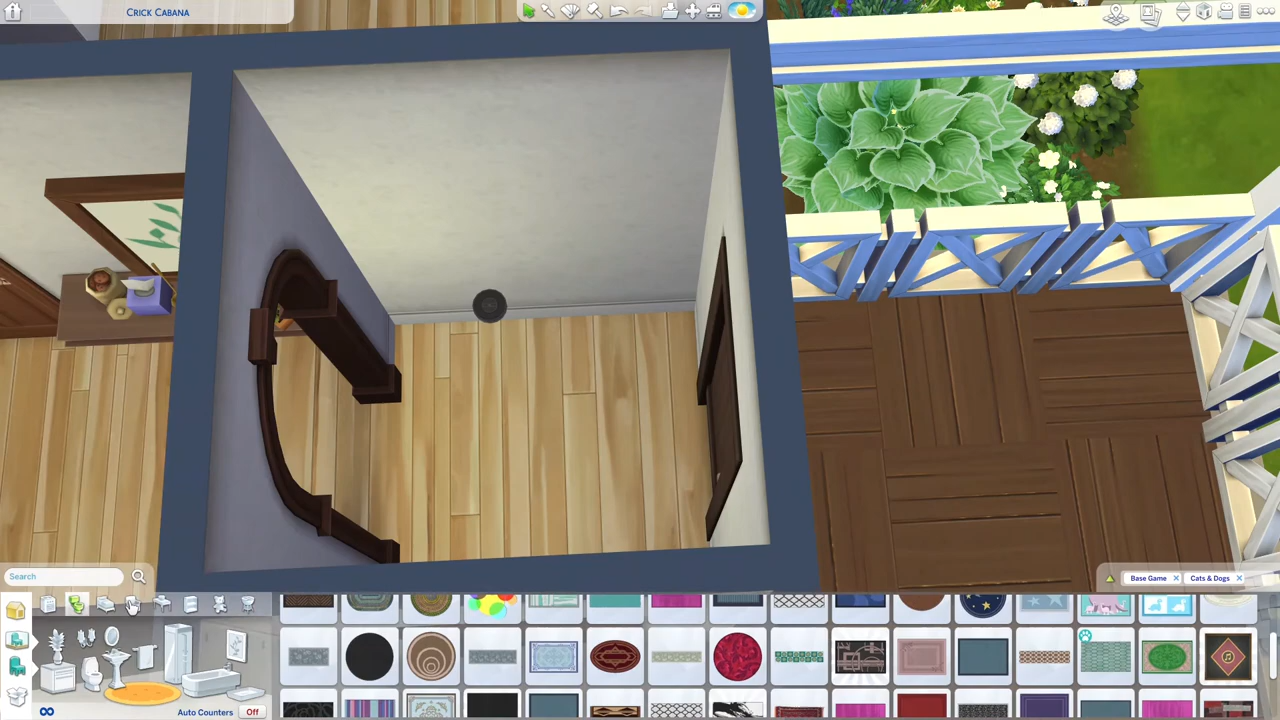 CRICK CABANA
Search
Base Game
Cats & Dogs
Auto Counters
Off